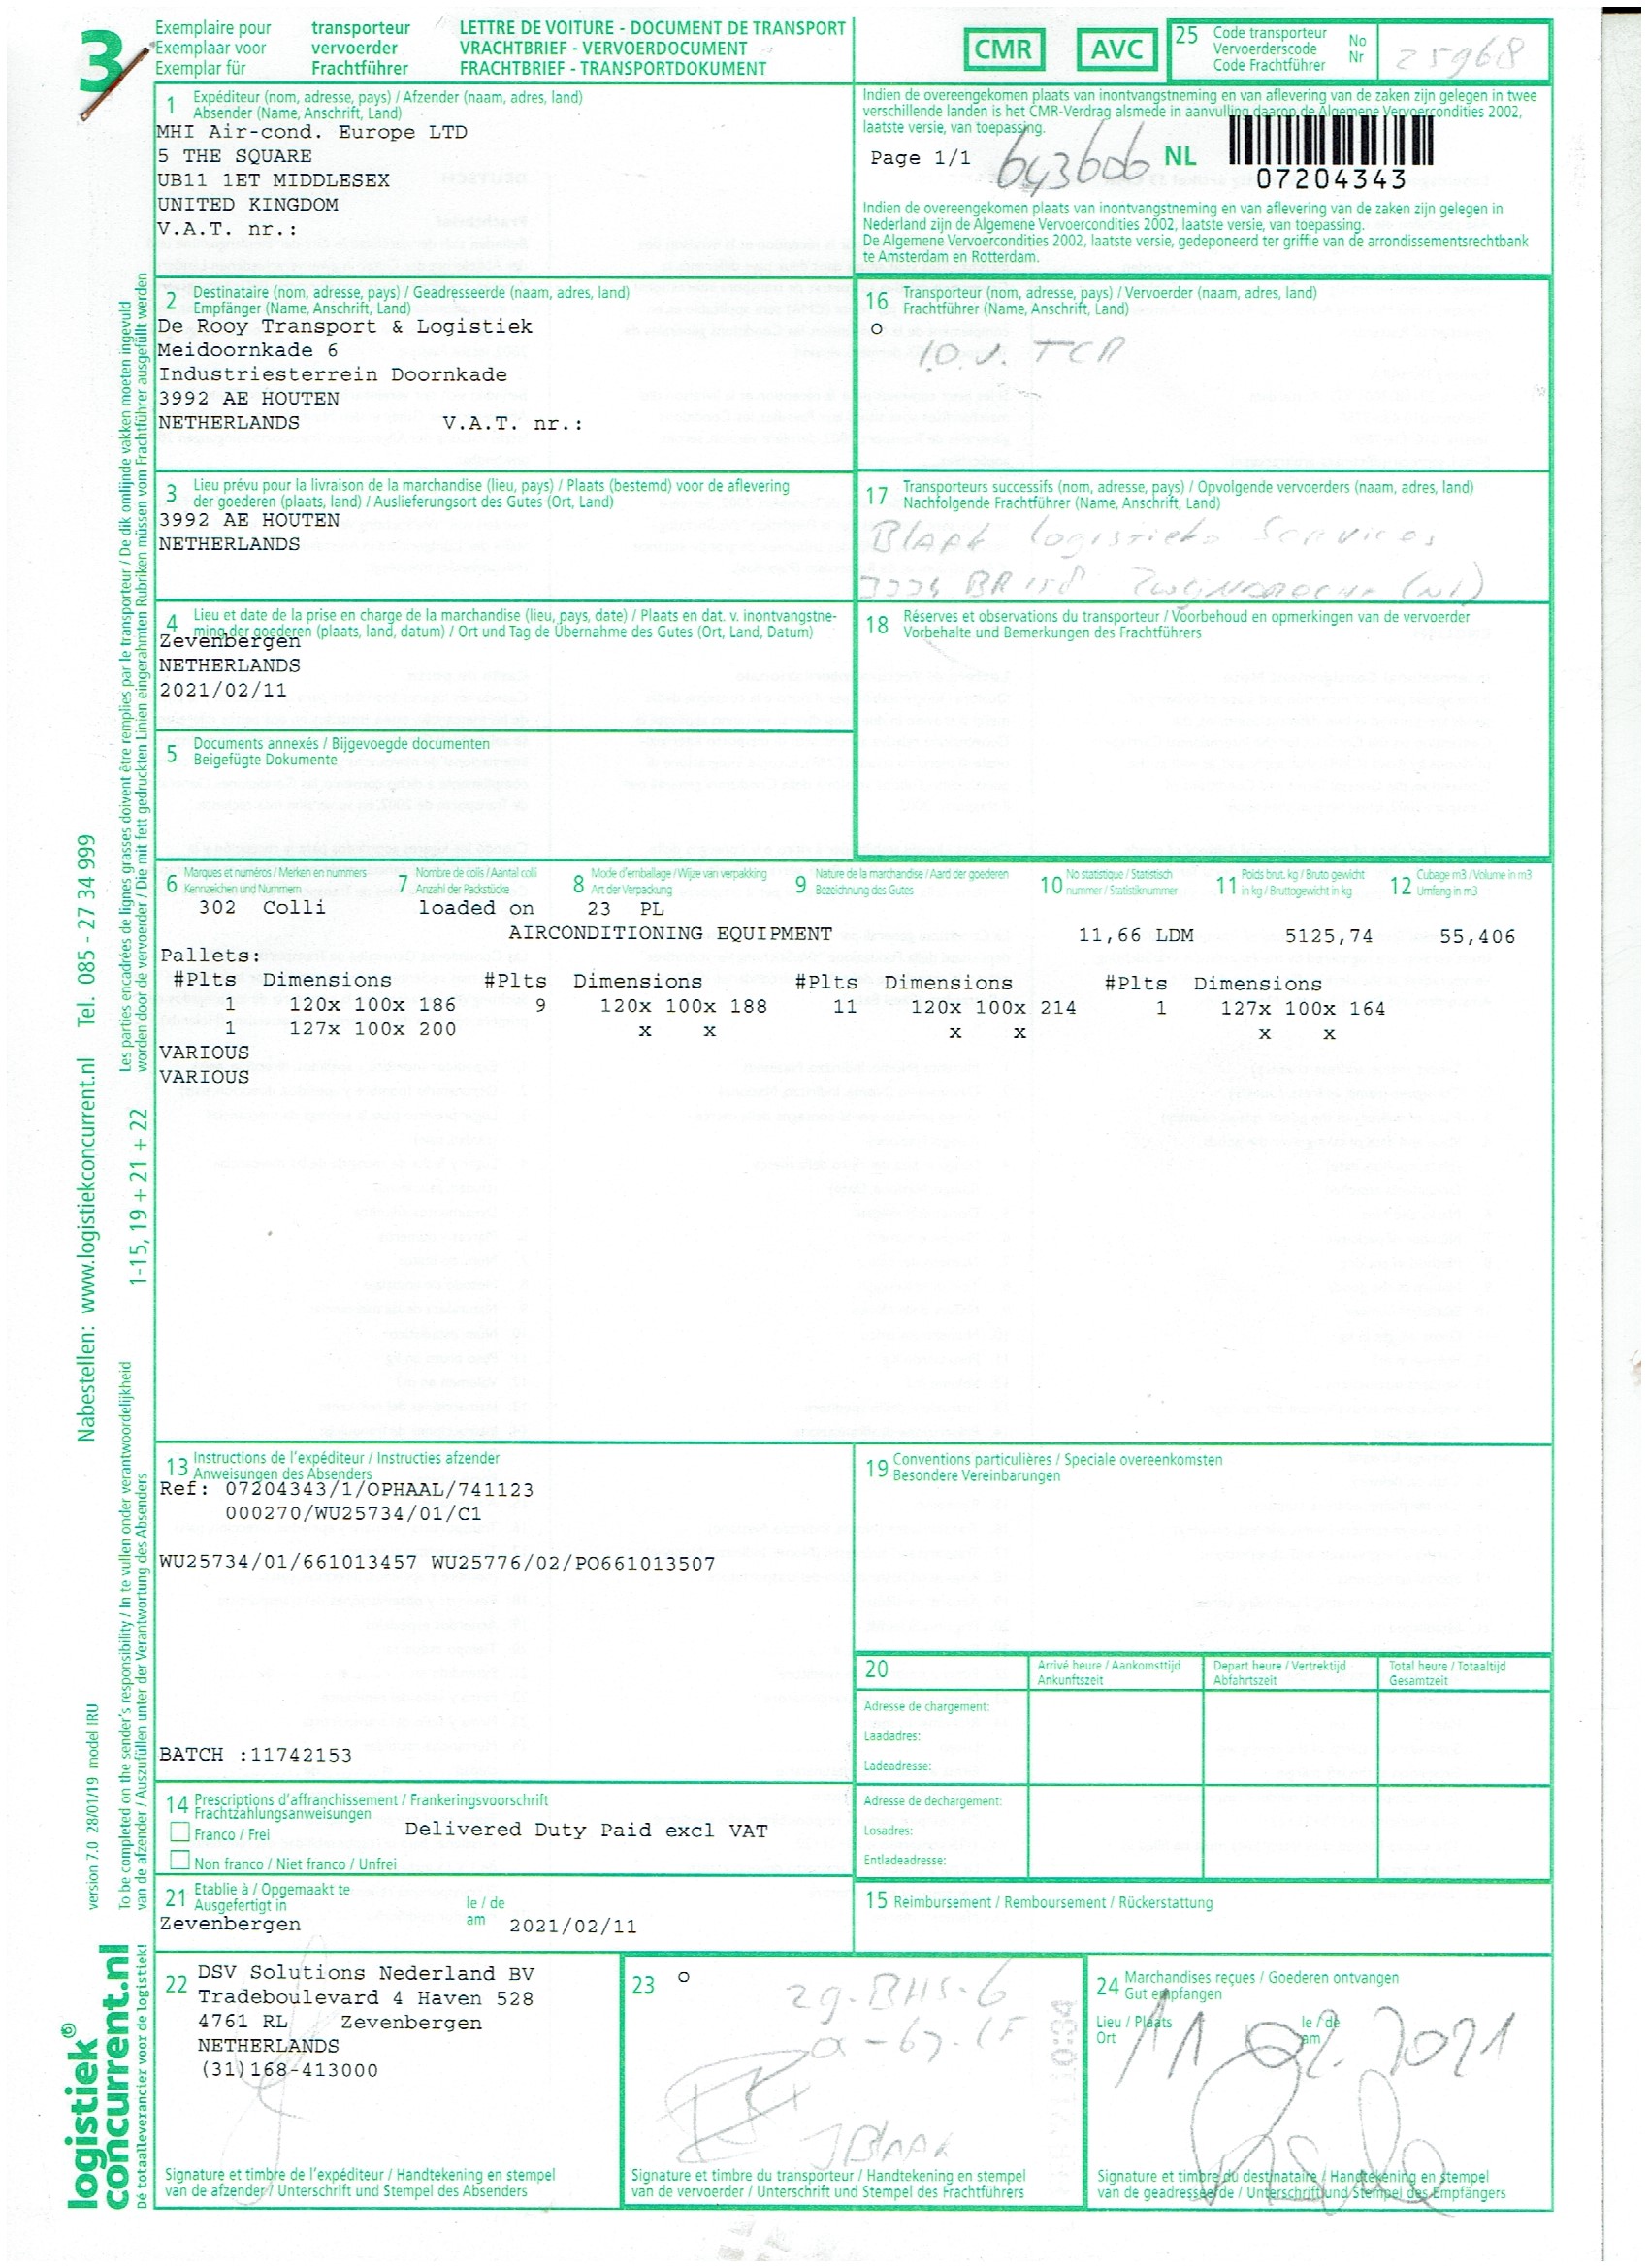 3
Exemplaire pour transporteur LETTRE DE VOITURE - DOCUMENT DE TRANSPORT
Exemplaar voor vervoerder VRACHTBRIEF - VERVOERDOCUMENT
Exemplar für Frachtführer FRACHTBRIEF - TRANSPORTDOKUMENT
CMR AVC
25 Code transporteur No
Vervoerderscode Nr
Code Frachtführer
25968
1 Expéditeur (nom, adresse, pays) / Afzender (naam, adres, land)
Absender (Name, Anschrift, Land)
MHI Air-cond. Europe LTD
5 THE SQUARE
UB11 1ET MIDDLESEX
UNITED KINGDOM
V.A.T. nr.:
Indien de overeengekomen plaats van inontvangstneming en van aflevering van de zaken zijn gelegen in twee
verschillende landen is het CMR-Verdrag alsmede in aanvulling daarop de Algemene Vervoercondities 2002,
laatste versie, van toepassing.
Page 1/1 643606 NL
07204343
Indien de overeengekomen plaats van inontvangstneming en van aflevering van de zaken zijn gelegen in
Nederland zijn de Algemene Vervoercondities 2002, laatste versie, van toepassing.
De Algemene Vervoercondities 2002, laatste versie, gedeponeerd ter griffie van de arrondissementsrechtbank
te Amsterdam en Rotterdam.
2 Destinataire (nom, adresse, pays) / Geadresseerde (naam, adres, land)
Empfänger (Name, Anschrift, Land)
De Rooy Transport & Logistiek
Meidoornkade 6
Industriesterrein Doornkade
3992 AE HOUTEN
NETHERLANDS V.A.T. nr.:
16 Transporteur (nom, adresse, pays) / Vervoerder (naam, adres, land)
Frachtführer (Name, Anschrift, Land)
o
I.O.V. TCR
3 Lieu prévu pour la livraison de la marchandise (lieu, pays) / Plaats (bestemd) voor de aflevering
der goederen (plaats, land) / Auslieferungsort des Gutes (Ort, Land)
3992 AE HOUTEN
NETHERLANDS
17 Transporteurs successifs (nom, adresse, pays) / Opvolgende vervoerders (naam, adres, land)
Nachfolgende Frachtführer (Name, Anschrift, Land)
Blaak Logistieks Services
(NL)
4 Lieu et date de la prise en charge de la marchandise (lieu, pays, date) / Plaats en dat. v. inontvangstne-
ming der goederen (plaats, land, datum) / Ort und Tag de Übernahme des Gutes (Ort, Land, Datum)
Zevenbergen
NETHERLANDS
2021/02/11
18 Réserves et observations du transporteur / Voorbehoud en opmerkingen van de vervoerder
Vorbehalte und Bemerkungen des Frachtführers
5 Documents annexés / Bijgevoegde documenten
Beigefügte Dokumente
6 Marques et numéros / Merken en nummers 7 Nombre de colis / Aantal colli 8 Mode d'emballage / Wijze van verpakking 9 Nature de la marchandise / Aard der goederen 10 No statistique / Statistisch 11 Poids brut. kg / Bruto gewicht 12 Cubage m3 / Volume in m3
Kennzeichen und Nummern Anzahl der Packstücke Art der Verpackung Bezeichnung des Gutes nummer / Statistiknummer in kg / Bruttogewicht in kg Umfang in m3
302 Colli loaded on 23 PL
AIRCONDITIONING EQUIPMENT 11,66 LDM 5125,74 55,406
Pallets:
#Plts Dimensions #Plts Dimensions #Plts Dimensions #Plts Dimensions
1 120x 100x 186 9 120x 100x 188 11 120x 100x 214 1 127x 100x 164
1 127x 100x 200 x x x x x x
VARIOUS
VARIOUS
13 Instructions de l'expéditeur / Instructies afzender
Anweisungen des Absenders
Ref: 07204343/1/OPHAAL/741123
000270/WU25734/01/C1
WU25734/01/661013457 WU25776/02/PO661013507
BATCH :11742153
19 Conventions particulières / Speciale overeenkomsten
Besondere Vereinbarungen
20 Arrivé heure / Aankomsttijd Depart heure / Vertrektijd Total heure / Totaaltijd
Ankunftszeit Abfahrtszeit Gesamtzeit
Adresse de chargement:
Laadadres:
Ladeadresse:
Adresse de dechargement:
Losadres:
Entladeadresse:
14 Prescriptions d'affranchissement / Frankeringsvoorschrift
Frachtzahlungsanweisungen
Franco / Frei Delivered Duty Paid excl VAT
Non franco / Niet franco / Unfrei
21 Etablie à / Opgemaakt te le / de
Ausgefertigt in am
Zevenbergen 2021/02/11
15 Reimbursement / Remboursement / Rückerstattung
22 DSV Solutions Nederland BV
Tradeboulevard 4 Haven 528
4761 RL Zevenbergen
NETHERLANDS
(31)168-413000
Signature et timbre de l'expéditeur / Handtekening en stempel
van de afzender / Unterschrift und Stempel des Absenders
23 o
29-BHS-6
JBlaak
Signature et timbre du transporteur / Handtekening en stempel
van de vervoerder / Unterschrift und Stempel des Frachtführers
24 Marchandises reçues / Goederen ontvangen
Gut empfangen
Lieu / Plaats le / de
Ort am
11 02 2021
Signature et timbre du destinataire / Handtekening en stempel
van de geadresseerde / Unterschrift und Stempel des Empfängers
Nabestellen: www.logistiekconcurrent.nl Tel. 085 - 27 34 999
Les parties encadrées de lignes grasses doivent être remplies par le transporteur / De dik omlijnde vakken moeten ingevuld
worden door de vervoerder / Die mit fett gedruckten Linien eingerahmten Rubriken müssen vom Frachtführer ausgefüllt werden
1-15, 19 + 21 + 22
To be completed on the sender's responsibility / In te vullen onder verantwoordelijkheid
van de afzender / Auszufüllen unter der Verantwortung des Absenders
version 7.0 28/01/19 model IRU
logistiek
concurrent.nl
Dé totaalleverancier voor de logistiek!